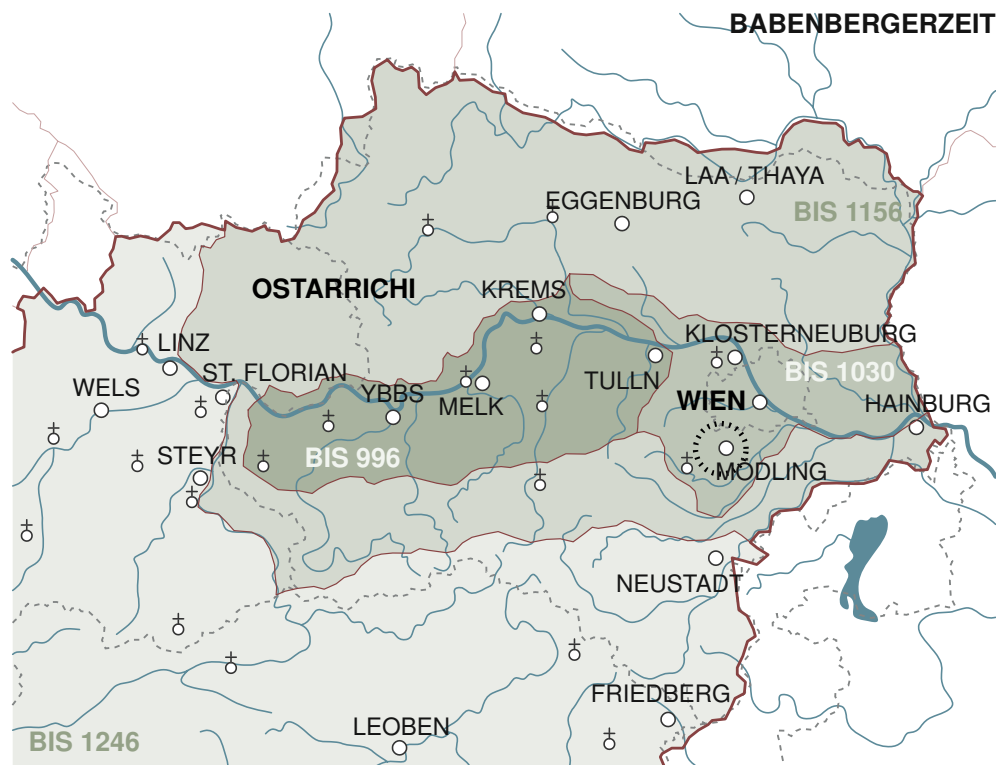 BABENBERGERZEIT
LAA / THAYA
EGGENBURG
BIS 1156
OSTARRICHI
KREMS
KLOSTERNEUBURG
LINZ
ST. FLORIAN
TULLN
BIS 1030
WELS
YBBS
MELK
WIEN
HAINBURG
STEYR
BIS 996
MÖDLING
NEUSTADT
FRIEDBERG
LEOBEN
BIS 1246